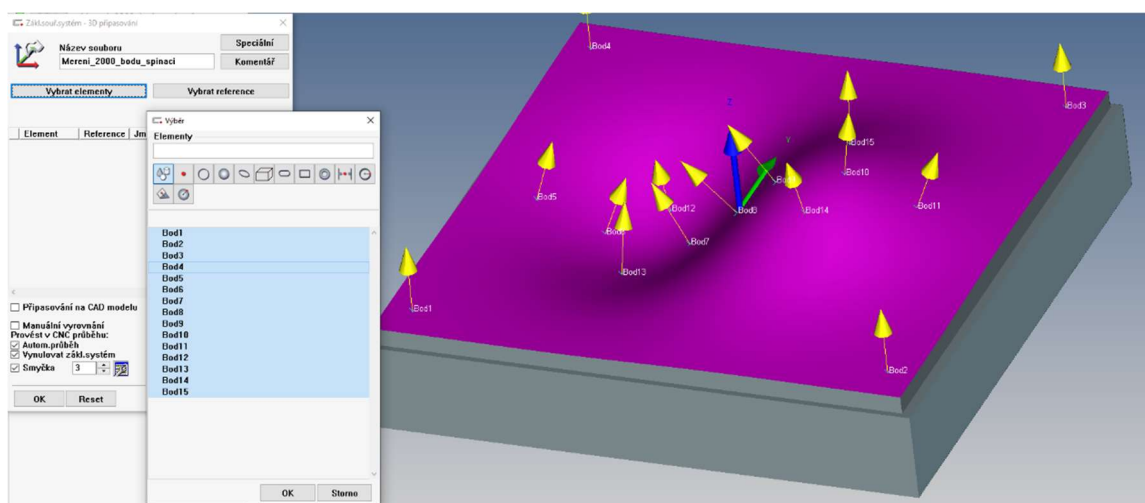 Zákl.souř.systém - 3D připasování
Název souboru
Speciální
Mereni_2000_bodu_spinaci
Komentář
Vybrat elementy
Vybrat reference
Element Reference Jm
Připasování na CAD modelu
Manuální vyrovnání
Provést v CNC průběhu:
Autom.průběh
Vynulovat zákl.systém
Smyčka 3
OK Reset
Výběr
Elementy
Bod1
Bod2
Bod3
Bod4
Bod5
Bod6
Bod7
Bod8
Bod9
Bod10
Bod11
Bod12
Bod13
Bod14
Bod15
OK Storno
Bod4
Bod3
Z
Y
Bod15
Bod10
Bod5
Bod12
Bod14
Bod11
Bod7
Bod13
Bod1
Bod2